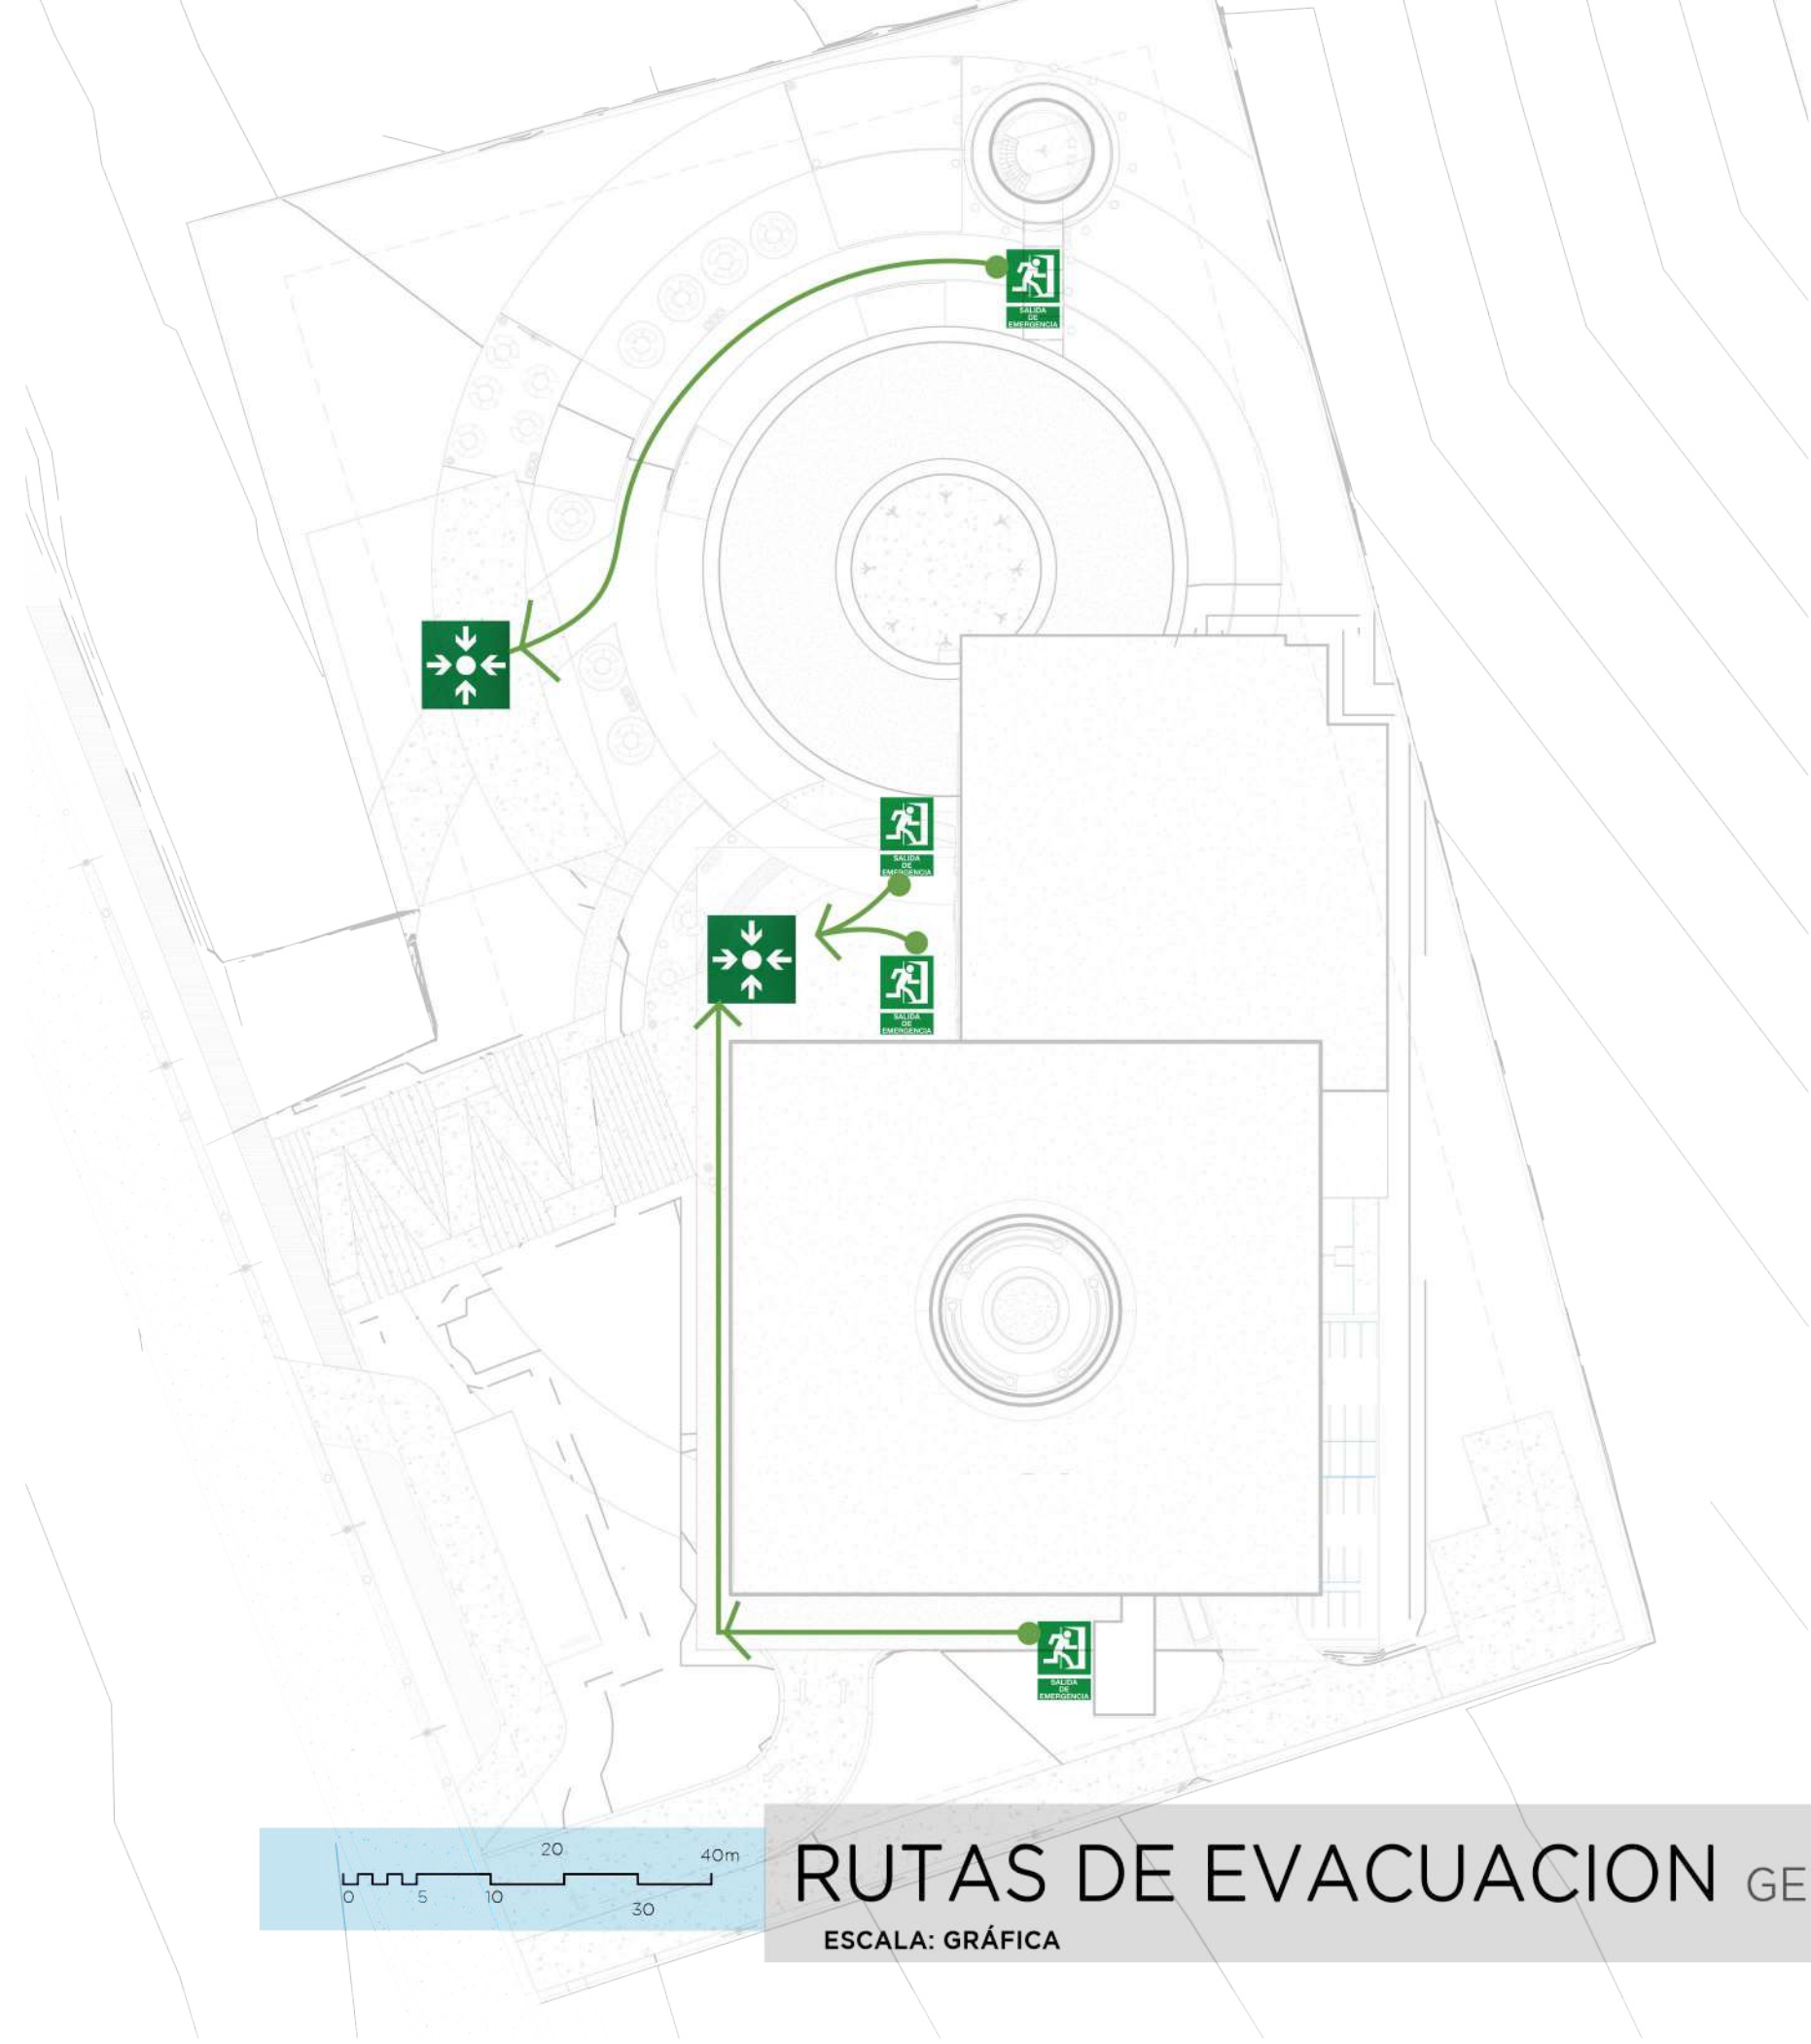 SALIDA
DE
EMERGENCIA
SALIDA
DE
EMERGENCIA
SALIDA
DE
EMERGENCIA
SALIDA
DE
EMERGENCIA
20
40m
0
5
10
30
RUTAS DE EVACUACION GE
ESCALA: GRÁFICA